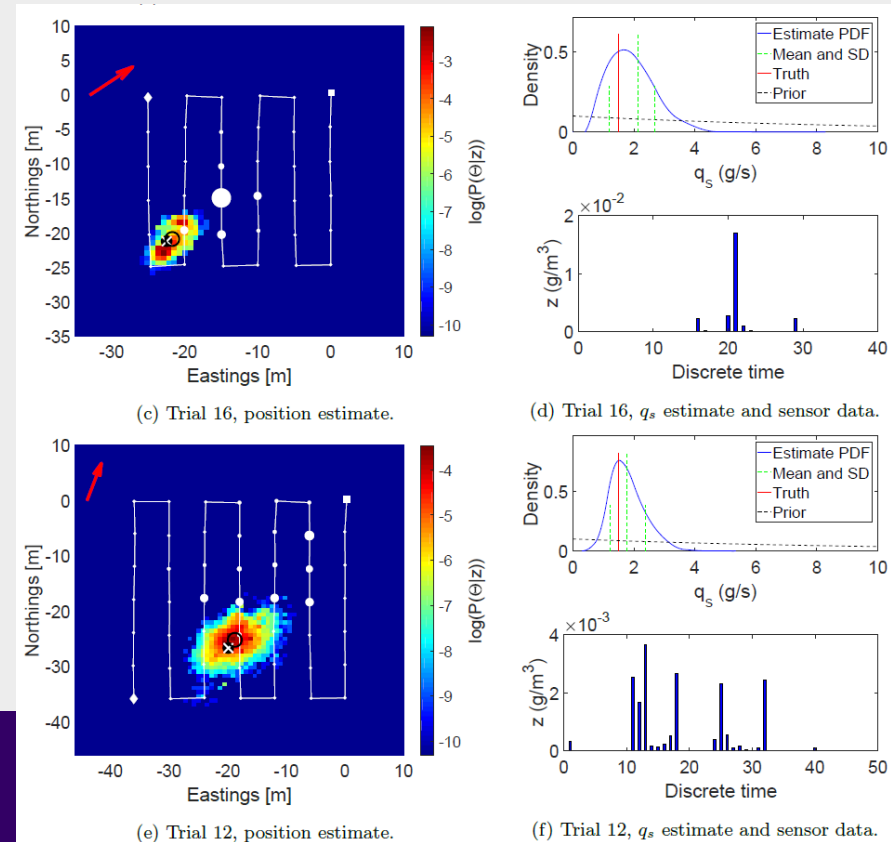 10
5
0
-5
-10
-15
-20
-25
-30
-35
Northings [m]
-30 -20 -10 0 10
Eastings [m]
-3
-4
-5
-6
-7
-8
-9
-10
log(P(Θ|z))
(c) Trial 16, position estimate.
0.5
0
Density
0 2 4 6 8 10
q_s (g/s)
Estimate PDF
Mean and SD
Truth
Prior
×10^-2
2
1
0
z (g/m³)
0 10 20 30 40
Discrete time
(d) Trial 16, q_s estimate and sensor data.
10
0
-10
-20
-30
-40
Northings [m]
-40 -30 -20 -10 0 10
Eastings [m]
-4
-5
-6
-7
-8
-9
-10
log(P(Θ|z))
(e) Trial 12, position estimate.
0.5
0
Density
0 2 4 6 8 10
q_s (g/s)
Estimate PDF
Mean and SD
Truth
Prior
×10^-3
4
2
0
z (g/m³)
0 10 20 30 40 50
Discrete time
(f) Trial 12, q_s estimate and sensor data.